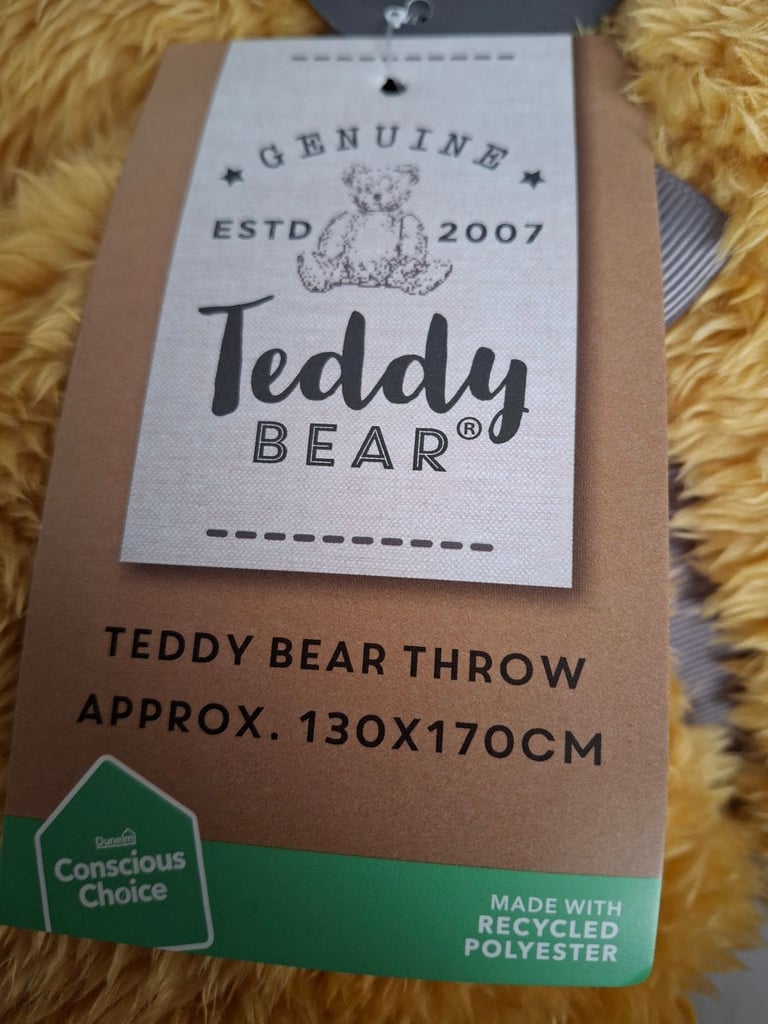 GENUINE
ESTD 2007
Teddy
BEAR®
TEDDY BEAR THROW
APPROX. 130X170CM
Dunelm
Conscious
Choice
MADE WITH
RECYCLED
POLYESTER